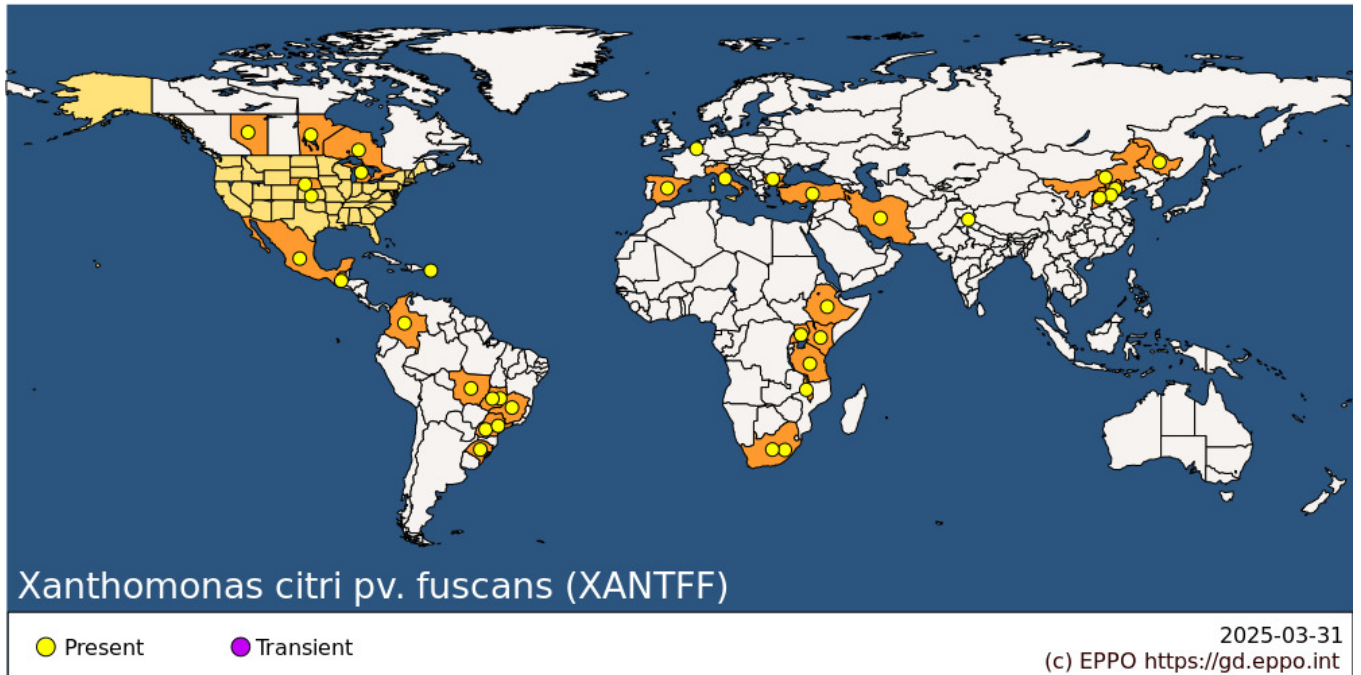 Xanthomonas citri pv. fuscans (XANTFF)
Present
Transient
2025-03-31
(c) EPPO https://gd.eppo.int